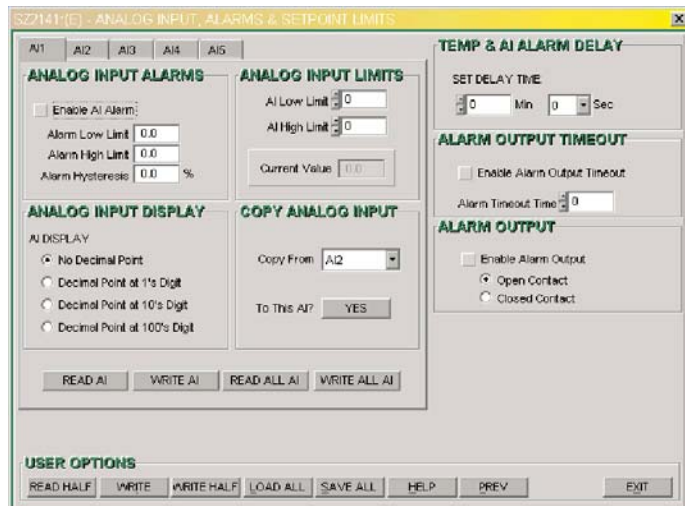 SZ2141:(E) - ANALOG INPUT, ALARMS & SETPOINT LIMITS
AI1 AI2 AI3 AI4 AI5
ANALOG INPUT ALARMS
Enable AI Alarm
Alarm Low Limit 0.0
Alarm High Limit 0.0
Alarm Hysteresis 0.0 %
ANALOG INPUT LIMITS
AI Low Limit 0
AI High Limit 0
Current Value 0.0
ANALOG INPUT DISPLAY
AI DISPLAY
No Decimal Point
Decimal Point at 1's Digit
Decimal Point at 10's Digit
Decimal Point at 100's Digit
COPY ANALOG INPUT
Copy From AI2
To This AI? YES
READ AI WRITE AI READ ALL AI WRITE ALL AI
TEMP & AI ALARM DELAY
SET DELAY TIME
0 Min 0 Sec
ALARM OUTPUT TIMEOUT
Enable Alarm Output Timeout
Alarm Timeout Time 0
ALARM OUTPUT
Enable Alarm Output
Open Contact
Closed Contact
USER OPTIONS
READ HALF WRITE WRITE HALF LOAD ALL SAVE ALL HELP PREV EXIT